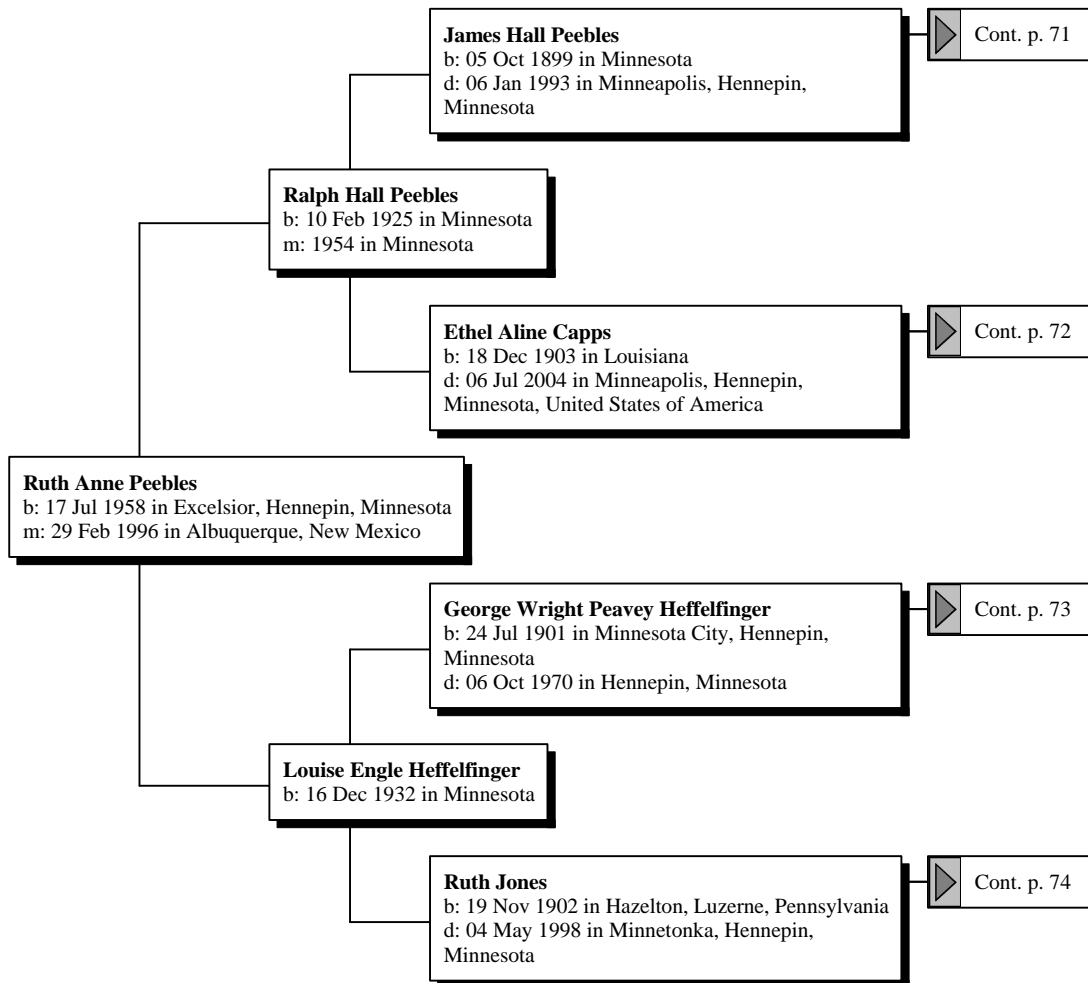 James Hall Peebles
b: 05 Oct 1899 in Minnesota
d: 06 Jan 1993 in Minneapolis, Hennepin,
Minnesota
Cont. p. 71
Ralph Hall Peebles
b: 10 Feb 1925 in Minnesota
m: 1954 in Minnesota
Ethel Aline Capps
b: 18 Dec 1903 in Louisiana
d: 06 Jul 2004 in Minneapolis, Hennepin,
Minnesota, United States of America
Cont. p. 72
Ruth Anne Peebles
b: 17 Jul 1958 in Excelsior, Hennepin, Minnesota
m: 29 Feb 1996 in Albuquerque, New Mexico
George Wright Peavey Heffelfinger
b: 24 Jul 1901 in Minnesota City, Hennepin,
Minnesota
d: 06 Oct 1970 in Hennepin, Minnesota
Cont. p. 73
Louise Engle Heffelfinger
b: 16 Dec 1932 in Minnesota
Ruth Jones
b: 19 Nov 1902 in Hazelton, Luzerne, Pennsylvania
d: 04 May 1998 in Minnetonka, Hennepin,
Minnesota
Cont. p. 74